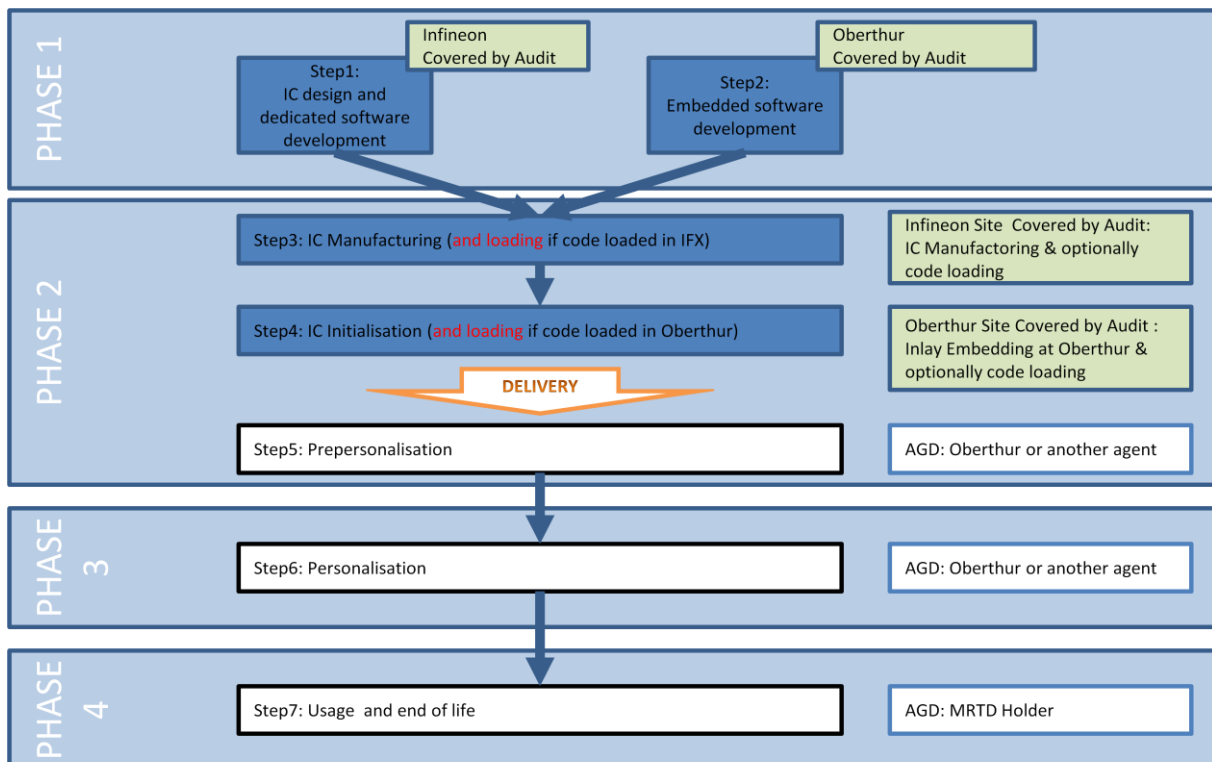 PHASE 1
Infineon
Covered by Audit
Step1:
IC design and
dedicated software
development
Oberthur
Covered by Audit
Step2:
Embedded software
development
PHASE 2
Step3: IC Manufacturing (and loading if code loaded in IFX)
Infineon Site  Covered by Audit:
IC Manufactoring & optionally
code loading
Step4: IC Initialisation (and loading if code loaded in Oberthur)
Oberthur Site Covered by Audit :
Inlay Embedding at Oberthur &
optionally code loading
DELIVERY
Step5: Prepersonalisation
AGD: Oberthur or another agent
PHASE
3
Step6: Personalisation
AGD: Oberthur or another agent
PHASE
4
Step7: Usage  and end of life
AGD: MRTD Holder